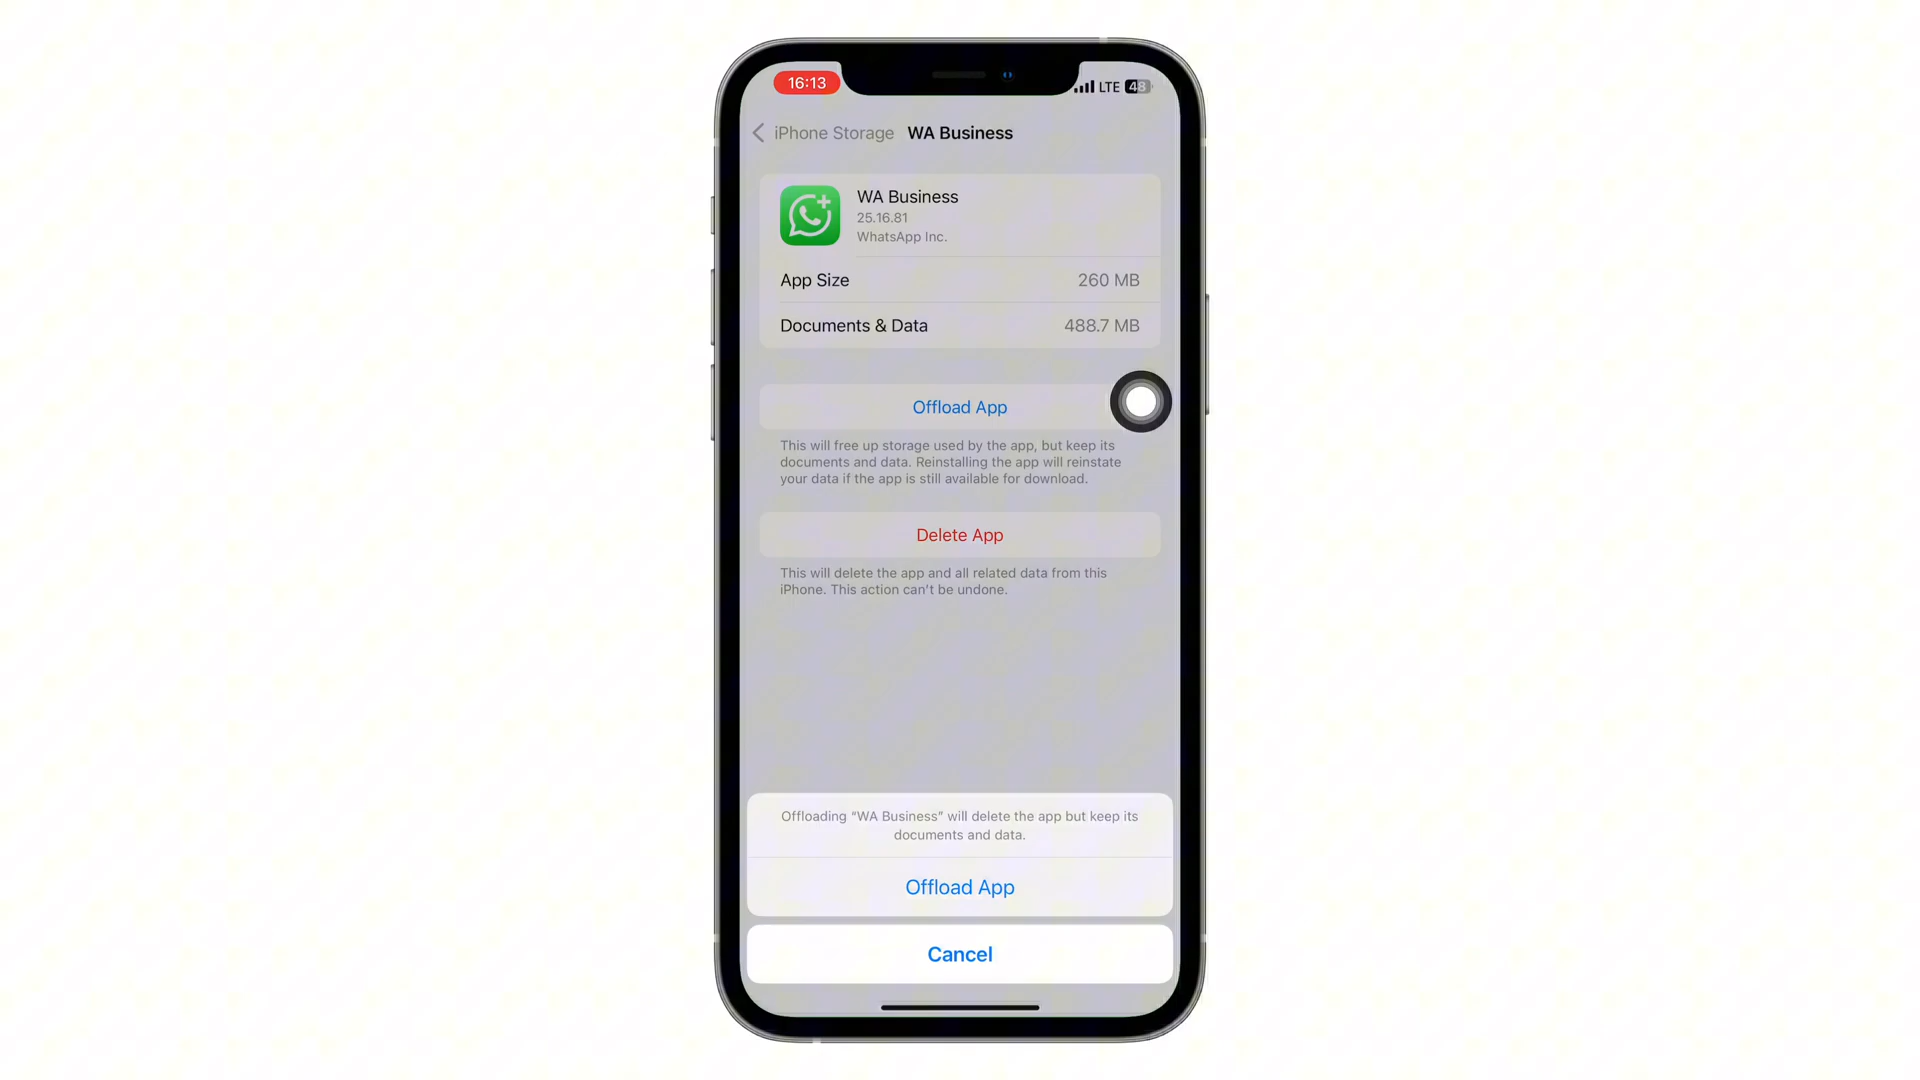 16:13
LTE 48
iPhone Storage WA Business
WA Business
25.16.81
WhatsApp Inc.
App Size 260 MB
Documents & Data 488.7 MB
Offload App
This will free up storage used by the app, but keep its
documents and data. Reinstalling the app will reinstate
your data if the app is still available for download.
Delete App
This will delete the app and all related data from this
iPhone. This action can't be undone.
Offloading “WA Business” will delete the app but keep its
documents and data.
Offload App
Cancel